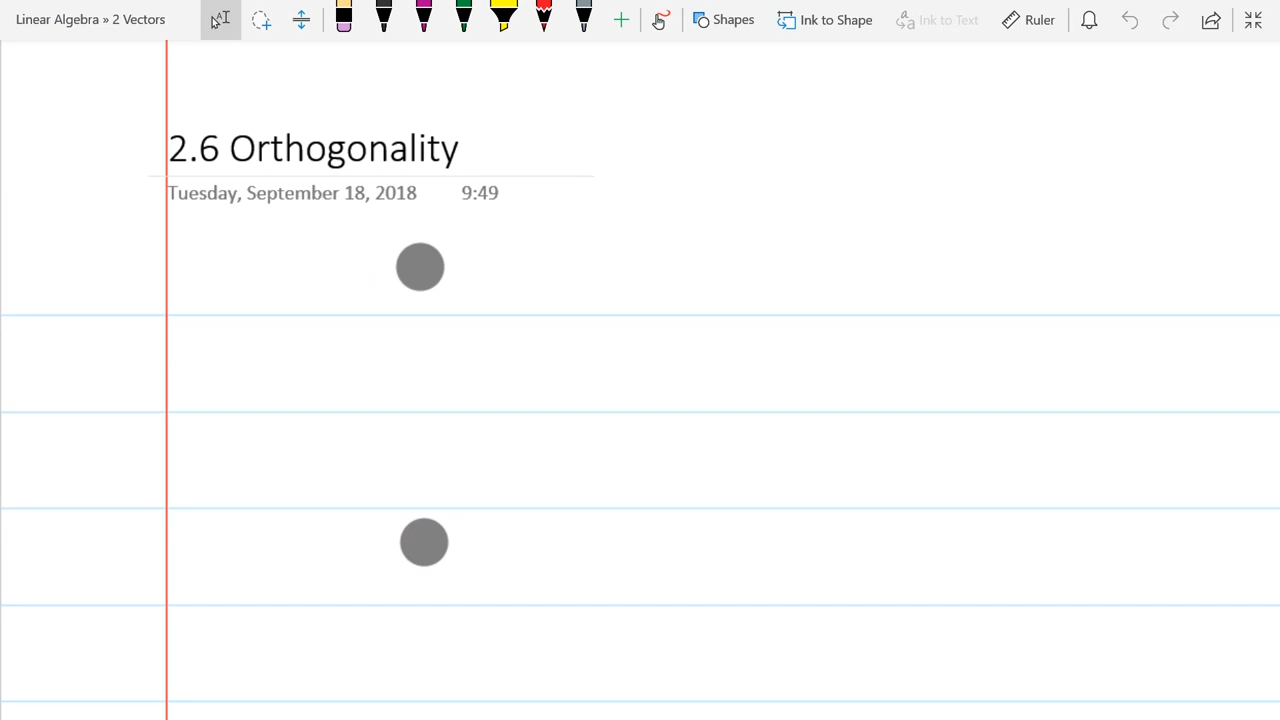 Linear Algebra » 2 Vectors
Shapes
Ink to Shape
Ink to Text
Ruler
2.6 Orthogonality
Tuesday, September 18, 2018 9:49